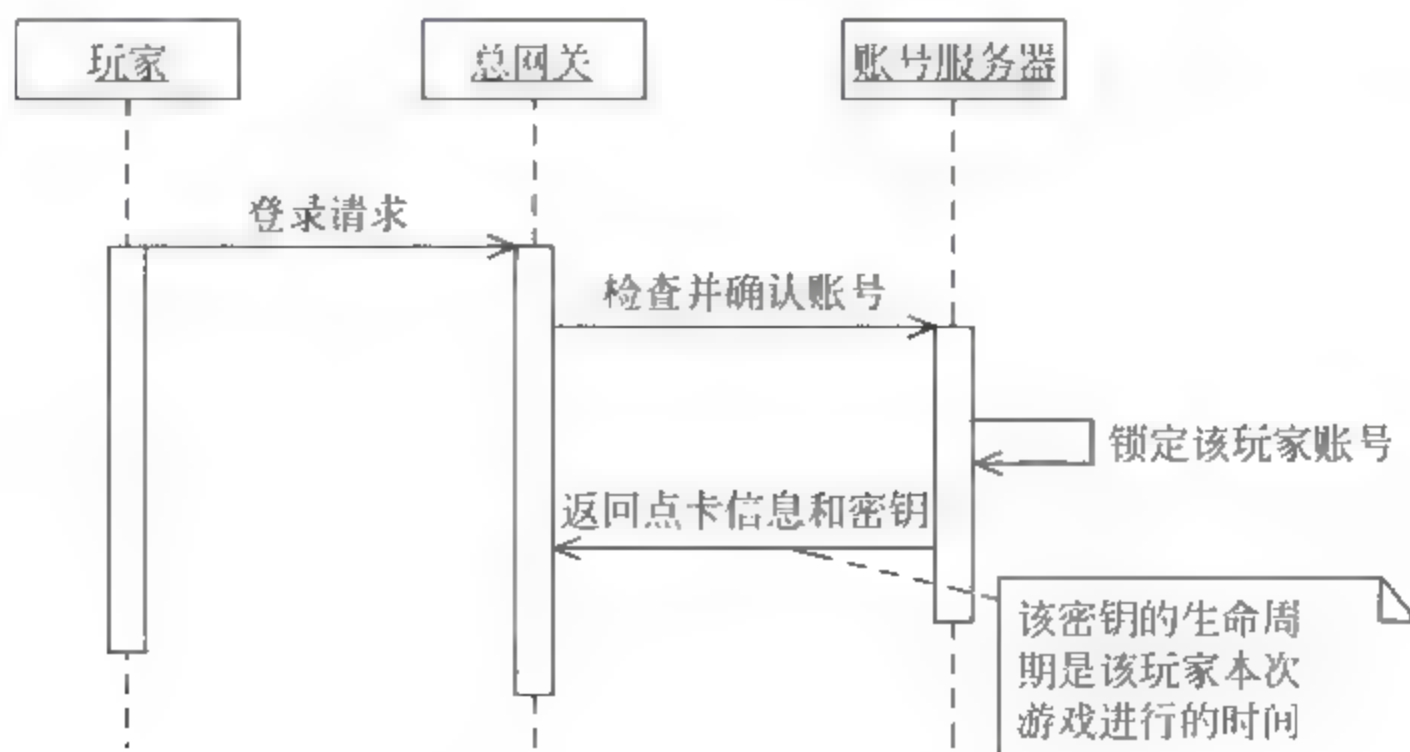 玩家
总网关
账号服务器
登录请求
检查并确认账号
锁定该玩家账号
返回点卡信息和密钥
该密钥的生命周
期是该玩家本次
游戏进行的时间